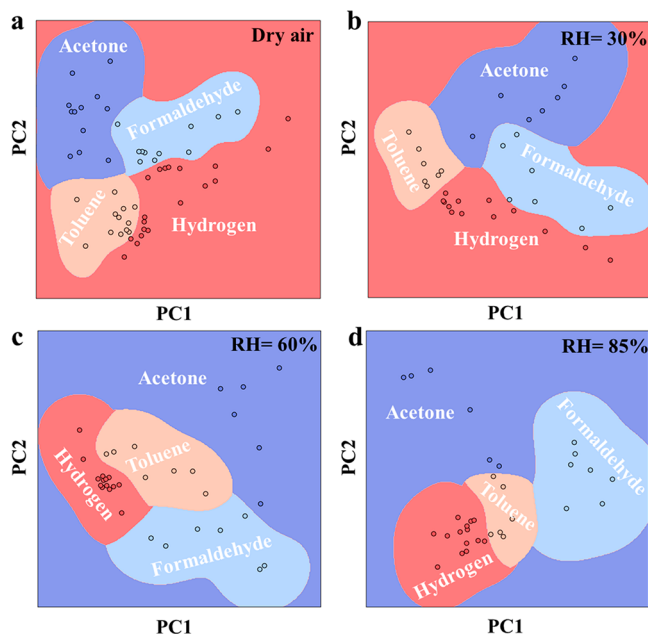 a
Acetone
Dry air
Formaldehyde
Toluene
Hydrogen
PC2
PC1
b
RH= 30%
Acetone
Toluene
Formaldehyde
Hydrogen
PC2
PC1
c
RH= 60%
Acetone
Toluene
Hydrogen
Formaldehyde
PC2
PC1
d
RH= 85%
Acetone
Formaldehyde
Toluene
Hydrogen
PC2
PC1